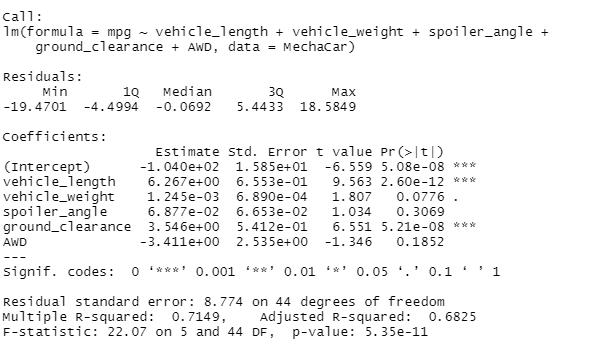 Call:
lm(formula = mpg ~ vehicle_length + vehicle_weight + spoiler_angle +
    ground_clearance + AWD, data = MechaCar)

Residuals:
     Min       1Q   Median       3Q      Max
-19.4701  -4.4994  -0.0692   5.4433  18.5849

Coefficients:
                   Estimate Std. Error t value Pr(>|t|)
(Intercept)      -1.040e+02  1.585e+01  -6.559 5.08e-08 ***
vehicle_length    6.267e+00  6.553e-01   9.563 2.60e-12 ***
vehicle_weight    1.245e-03  6.890e-04   1.807   0.0776 .
spoiler_angle     6.877e-02  6.653e-02   1.034   0.3069
ground_clearance  3.546e+00  5.412e-01   6.551 5.21e-08 ***
AWD              -3.411e+00  2.535e+00  -1.346   0.1852
---
Signif. codes:  0 ‘***’ 0.001 ‘**’ 0.01 ‘*’ 0.05 ‘.’ 0.1 ‘ ’ 1

Residual standard error: 8.774 on 44 degrees of freedom
Multiple R-squared:  0.7149,	Adjusted R-squared:  0.6825
F-statistic: 22.07 on 5 and 44 DF,  p-value: 5.35e-11